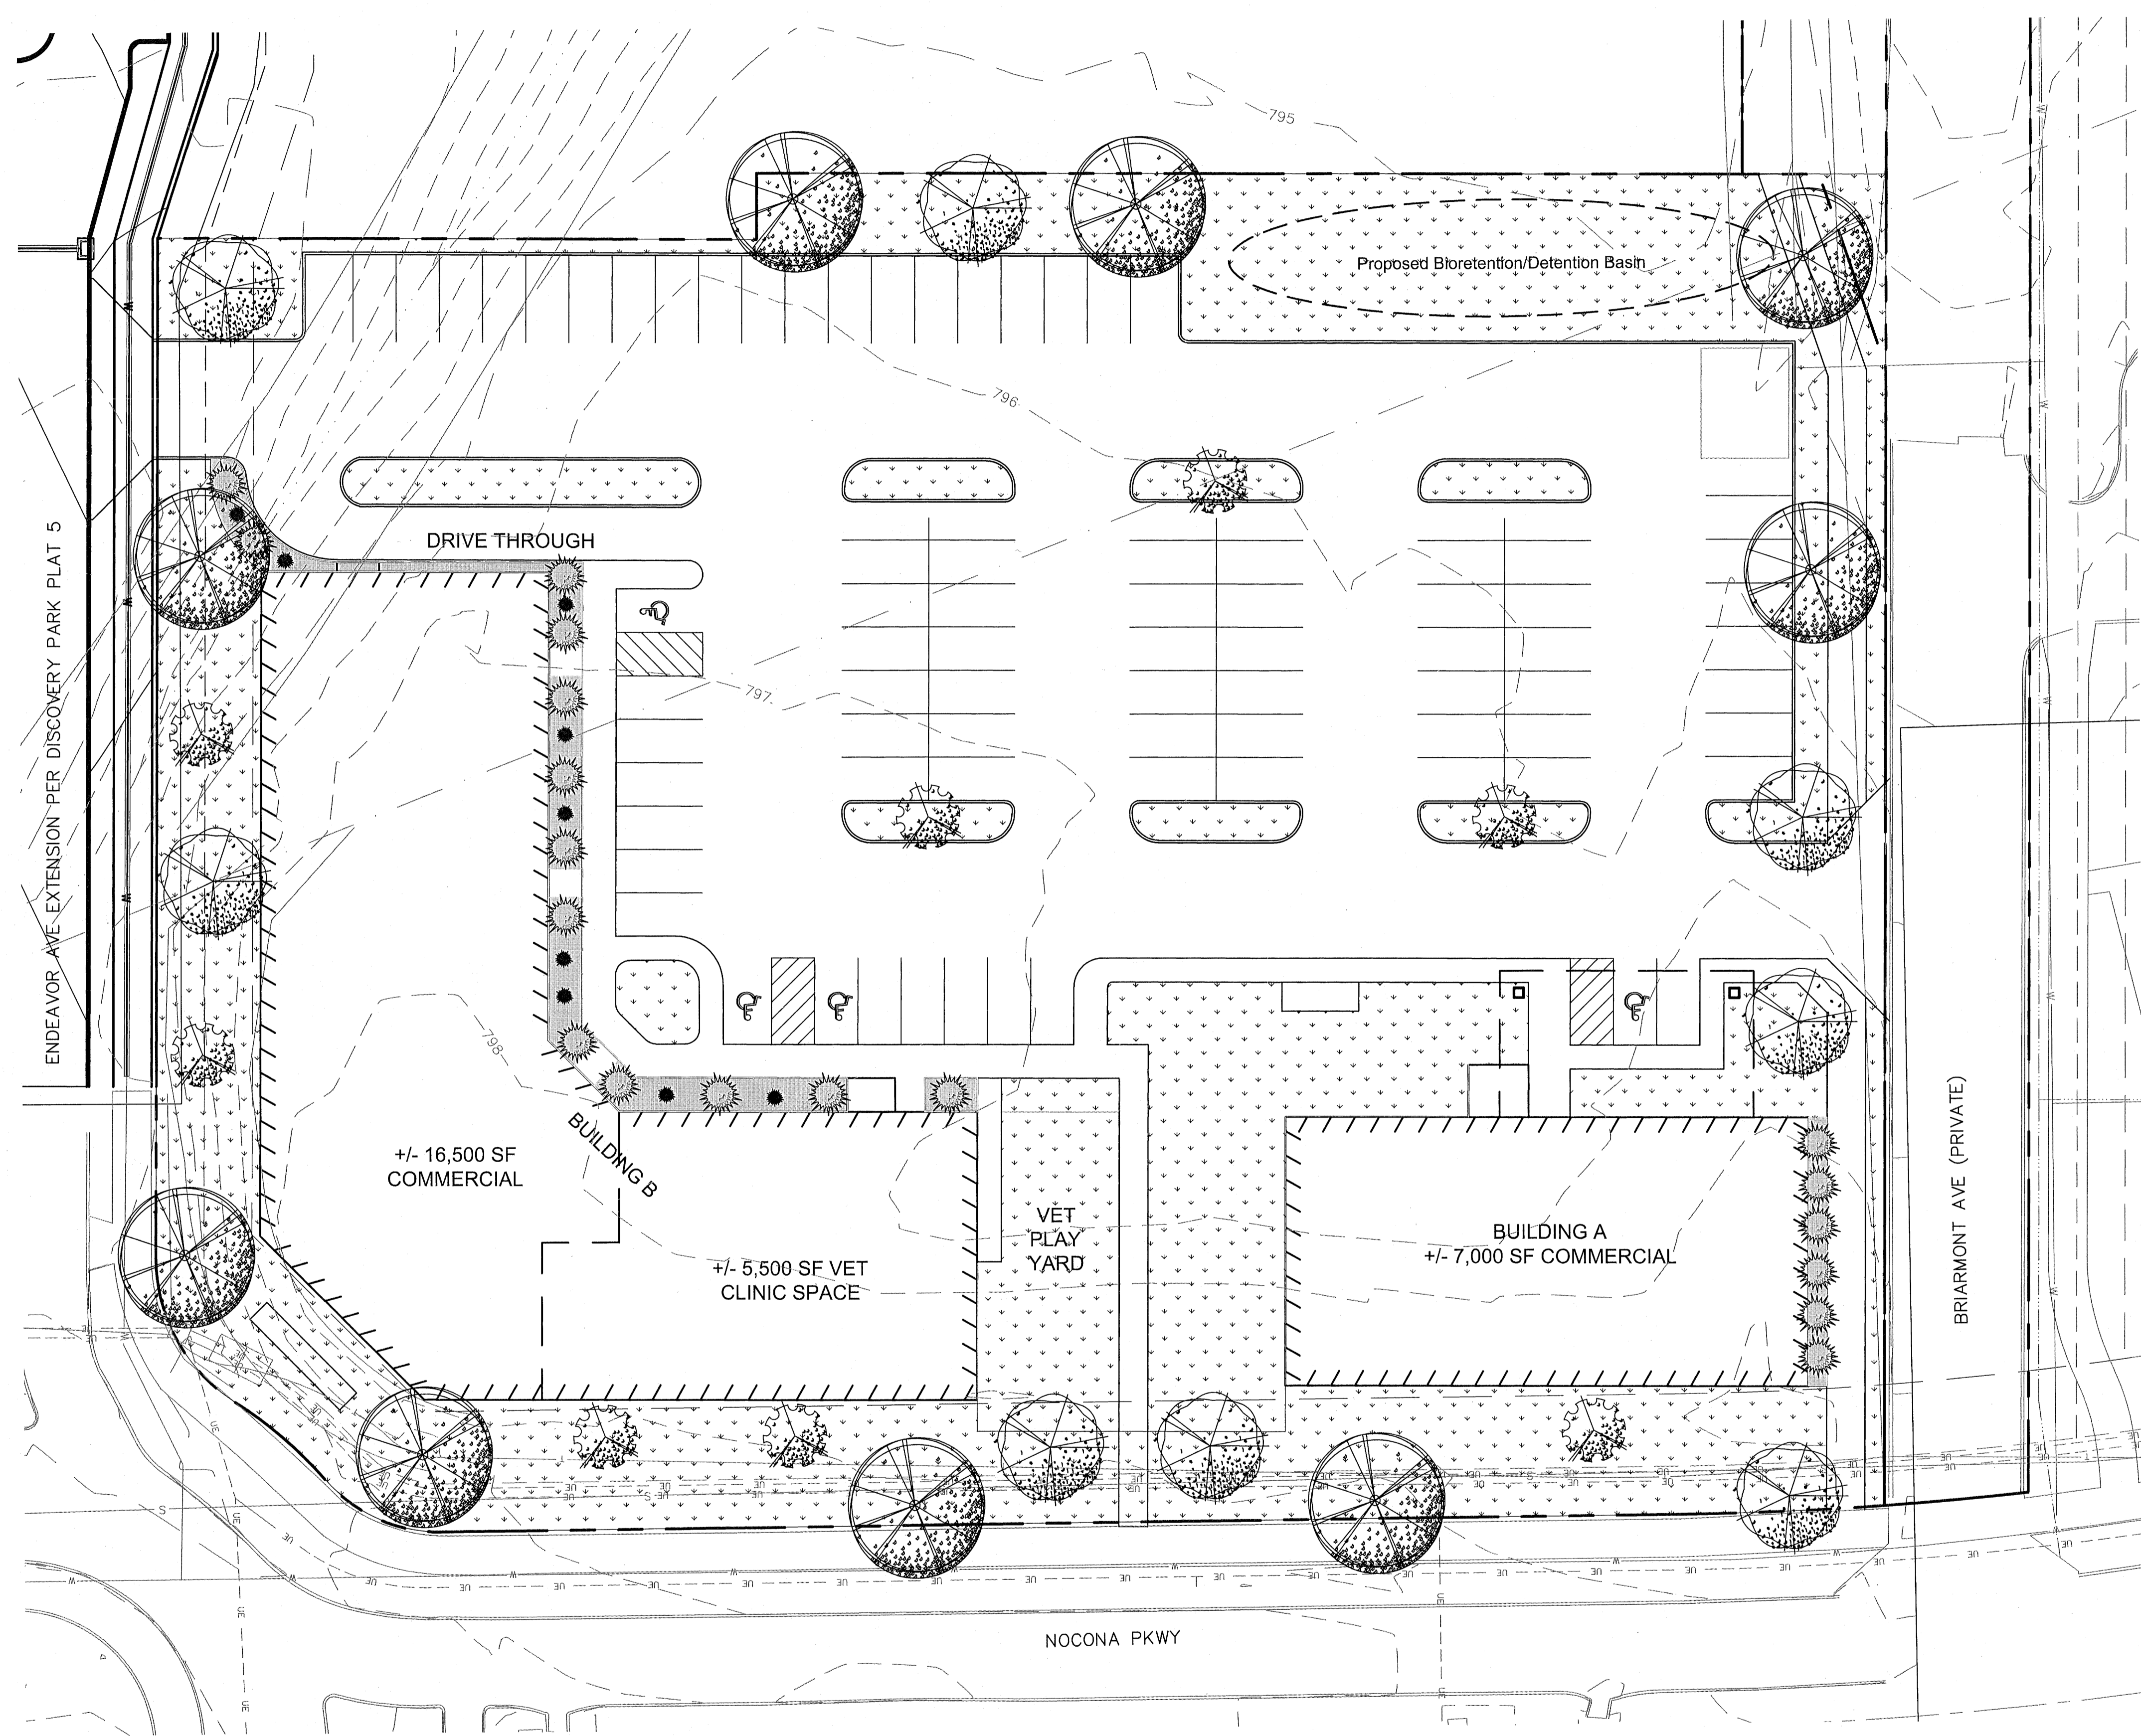 795
Proposed Bioretention/Detention Basin
796
DRIVE THROUGH
797
ENDEAVOR AVE EXTENSION PER DISCOVERY PARK PLAT 5
798
BUILDING B
+/- 16,500 SF
COMMERCIAL
+/- 5,500 SF VET
CLINIC SPACE
VET
PLAY
YARD
BUILDING A
+/- 7,000 SF COMMERCIAL
BRIARMONT AVE (PRIVATE)
NOCONA PKWY